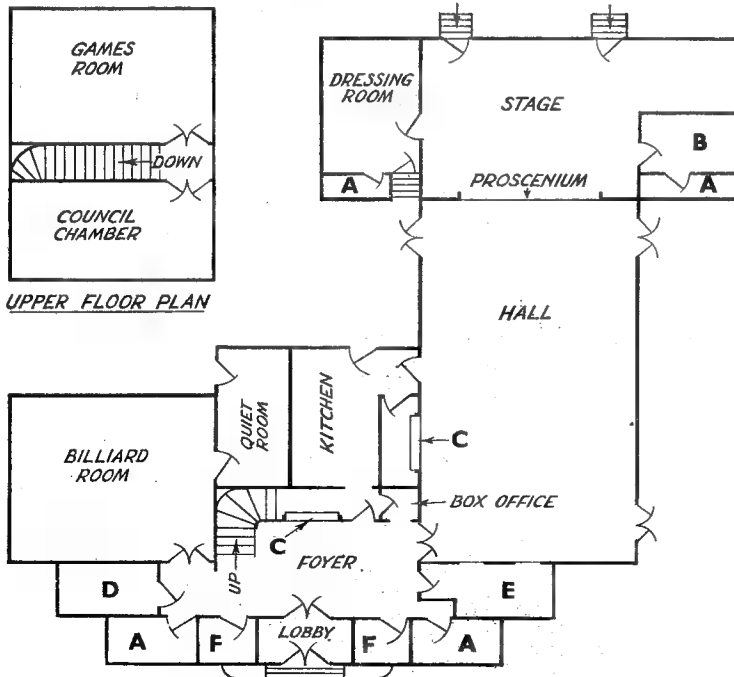 GAMES
ROOM
DOWN
COUNCIL
CHAMBER
UPPER FLOOR PLAN
DRESSING
ROOM
STAGE
B
A
PROSCENIUM
A
HALL
QUIET
ROOM
KITCHEN
C
BILLIARD
ROOM
BOX OFFICE
C
UP
FOYER
D
E
A
F
LOBBY
F
A